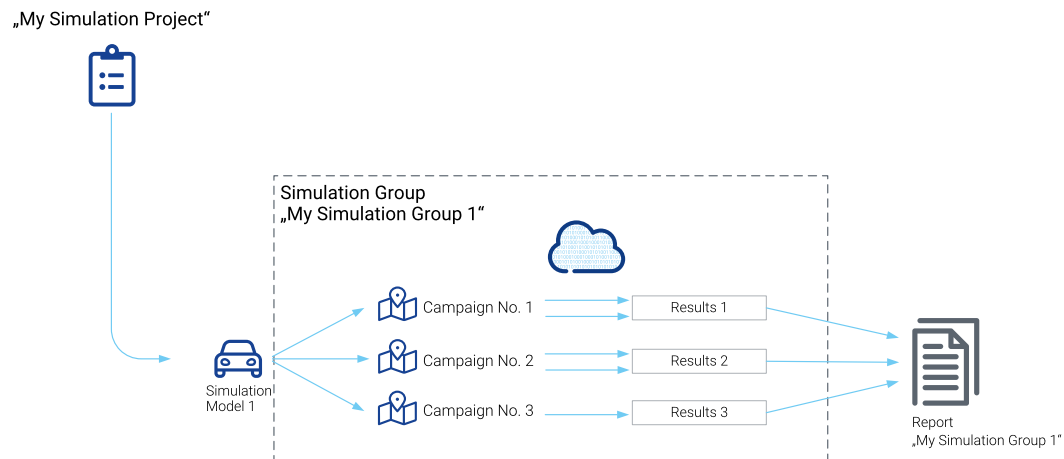 „My Simulation Project“
Simulation Group
„My Simulation Group 1“
Campaign No. 1
Results 1
Campaign No. 2
Results 2
Simulation
Model 1
Campaign No. 3
Results 3
Report
„My Simulation Group 1“